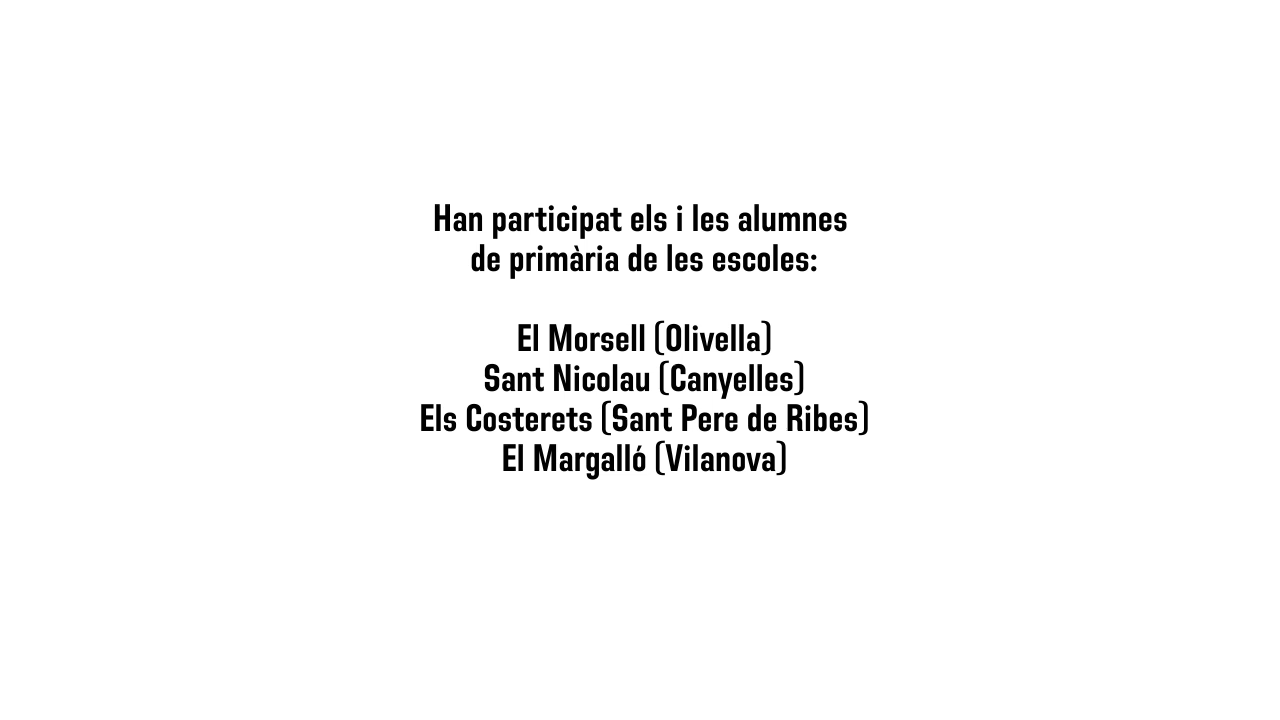 Han participat els i les alumnes
de primària de les escoles:
El Morsell (Olivella)
Sant Nicolau (Canyelles)
Els Costerets (Sant Pere de Ribes)
El Margalló (Vilanova)